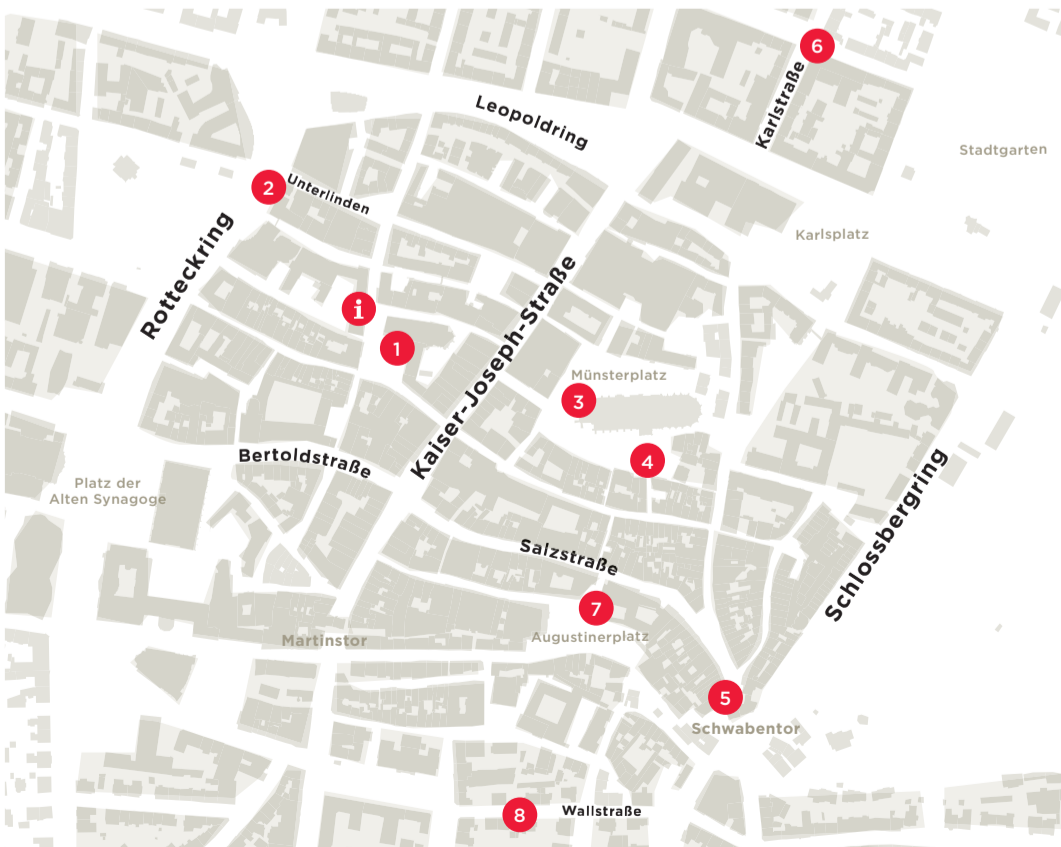 6
Karlstraße
Leopoldring
Stadtgarten
2
Unterlinden
Karlsplatz
Rotteckring
Kaiser-Joseph-Straße
i
1
Münsterplatz
3
4
Bertoldstraße
Platz der
Alten Synagoge
Schlossbergring
Salzstraße
7
Augustinerplatz
Martinstor
5
Schwabentor
8
Wallstraße